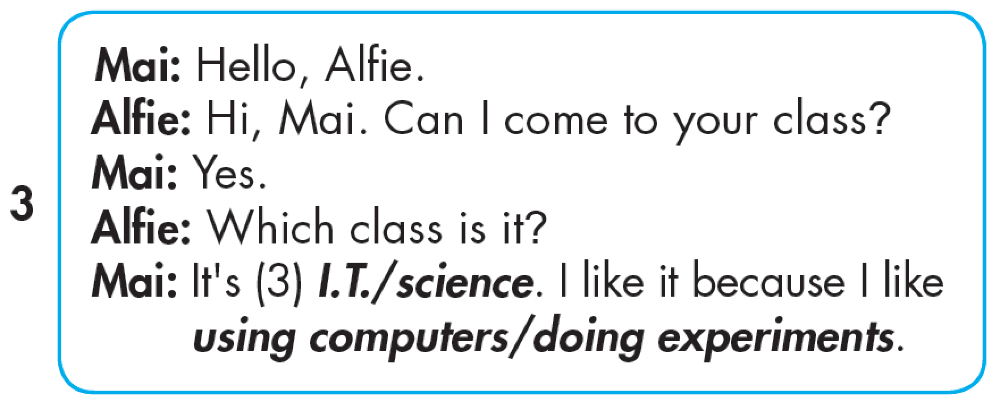 Mai: Hello, Alfie.
Alfie: Hi, Mai. Can I come to your class?
Mai: Yes.
3
Alfie: Which class is it?
Mai: It's (3) I.T./science. I like it because I like
using computers/doing experiments.